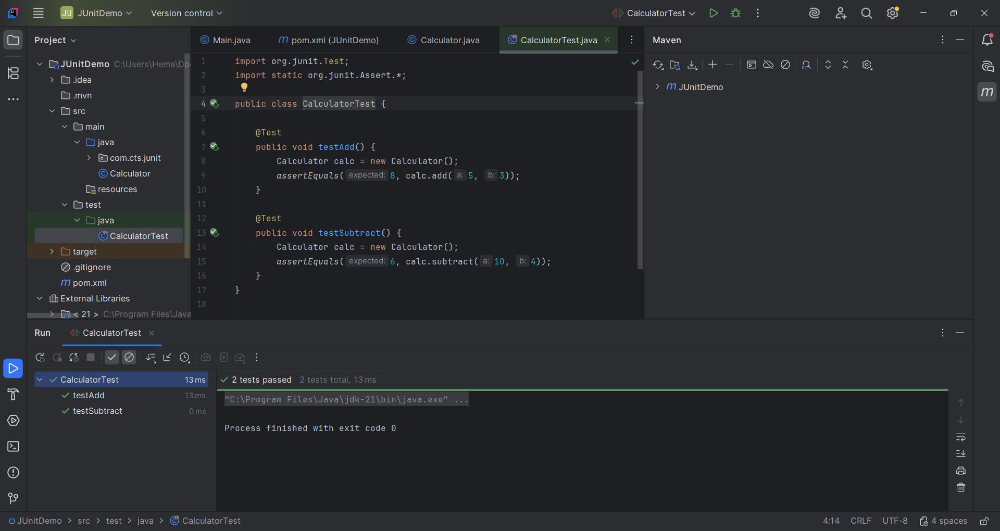 JU JUnitDemo Version control CalculatorTest
Project
Main.java
m pom.xml (JUnitDemo)
Calculator.java
CalculatorTest.java
Maven
JUnitDemo C:\Users\Hema\Do
.idea
.mvn
src
main
java
com.cts.junit
Calculator
resources
test
java
CalculatorTest
target
.gitignore
m pom.xml
External Libraries
< 21 > C:\Program Files\Java
1 import org.junit.Test;
2 import static org.junit.Assert.*;
3
4 public class CalculatorTest {
5
6 @Test
7 public void testAdd() {
8 Calculator calc = new Calculator();
9 assertEquals( expected: 8, calc.add( a: 5, b: 3));
10 }
11
12 @Test
13 public void testSubtract() {
14 Calculator calc = new Calculator();
15 assertEquals( expected: 6, calc.subtract( a: 10, b: 4));
16 }
17 }
18
m JUnitDemo
m
Run CalculatorTest
CalculatorTest 13 ms
testAdd 13 ms
testSubtract 0 ms
2 tests passed 2 tests total, 13 ms
"C:\Program Files\Java\jdk-21\bin\java.exe" ...
Process finished with exit code 0
JUnitDemo > src > test > java > CalculatorTest
4:14 CRLF UTF-8 4 spaces